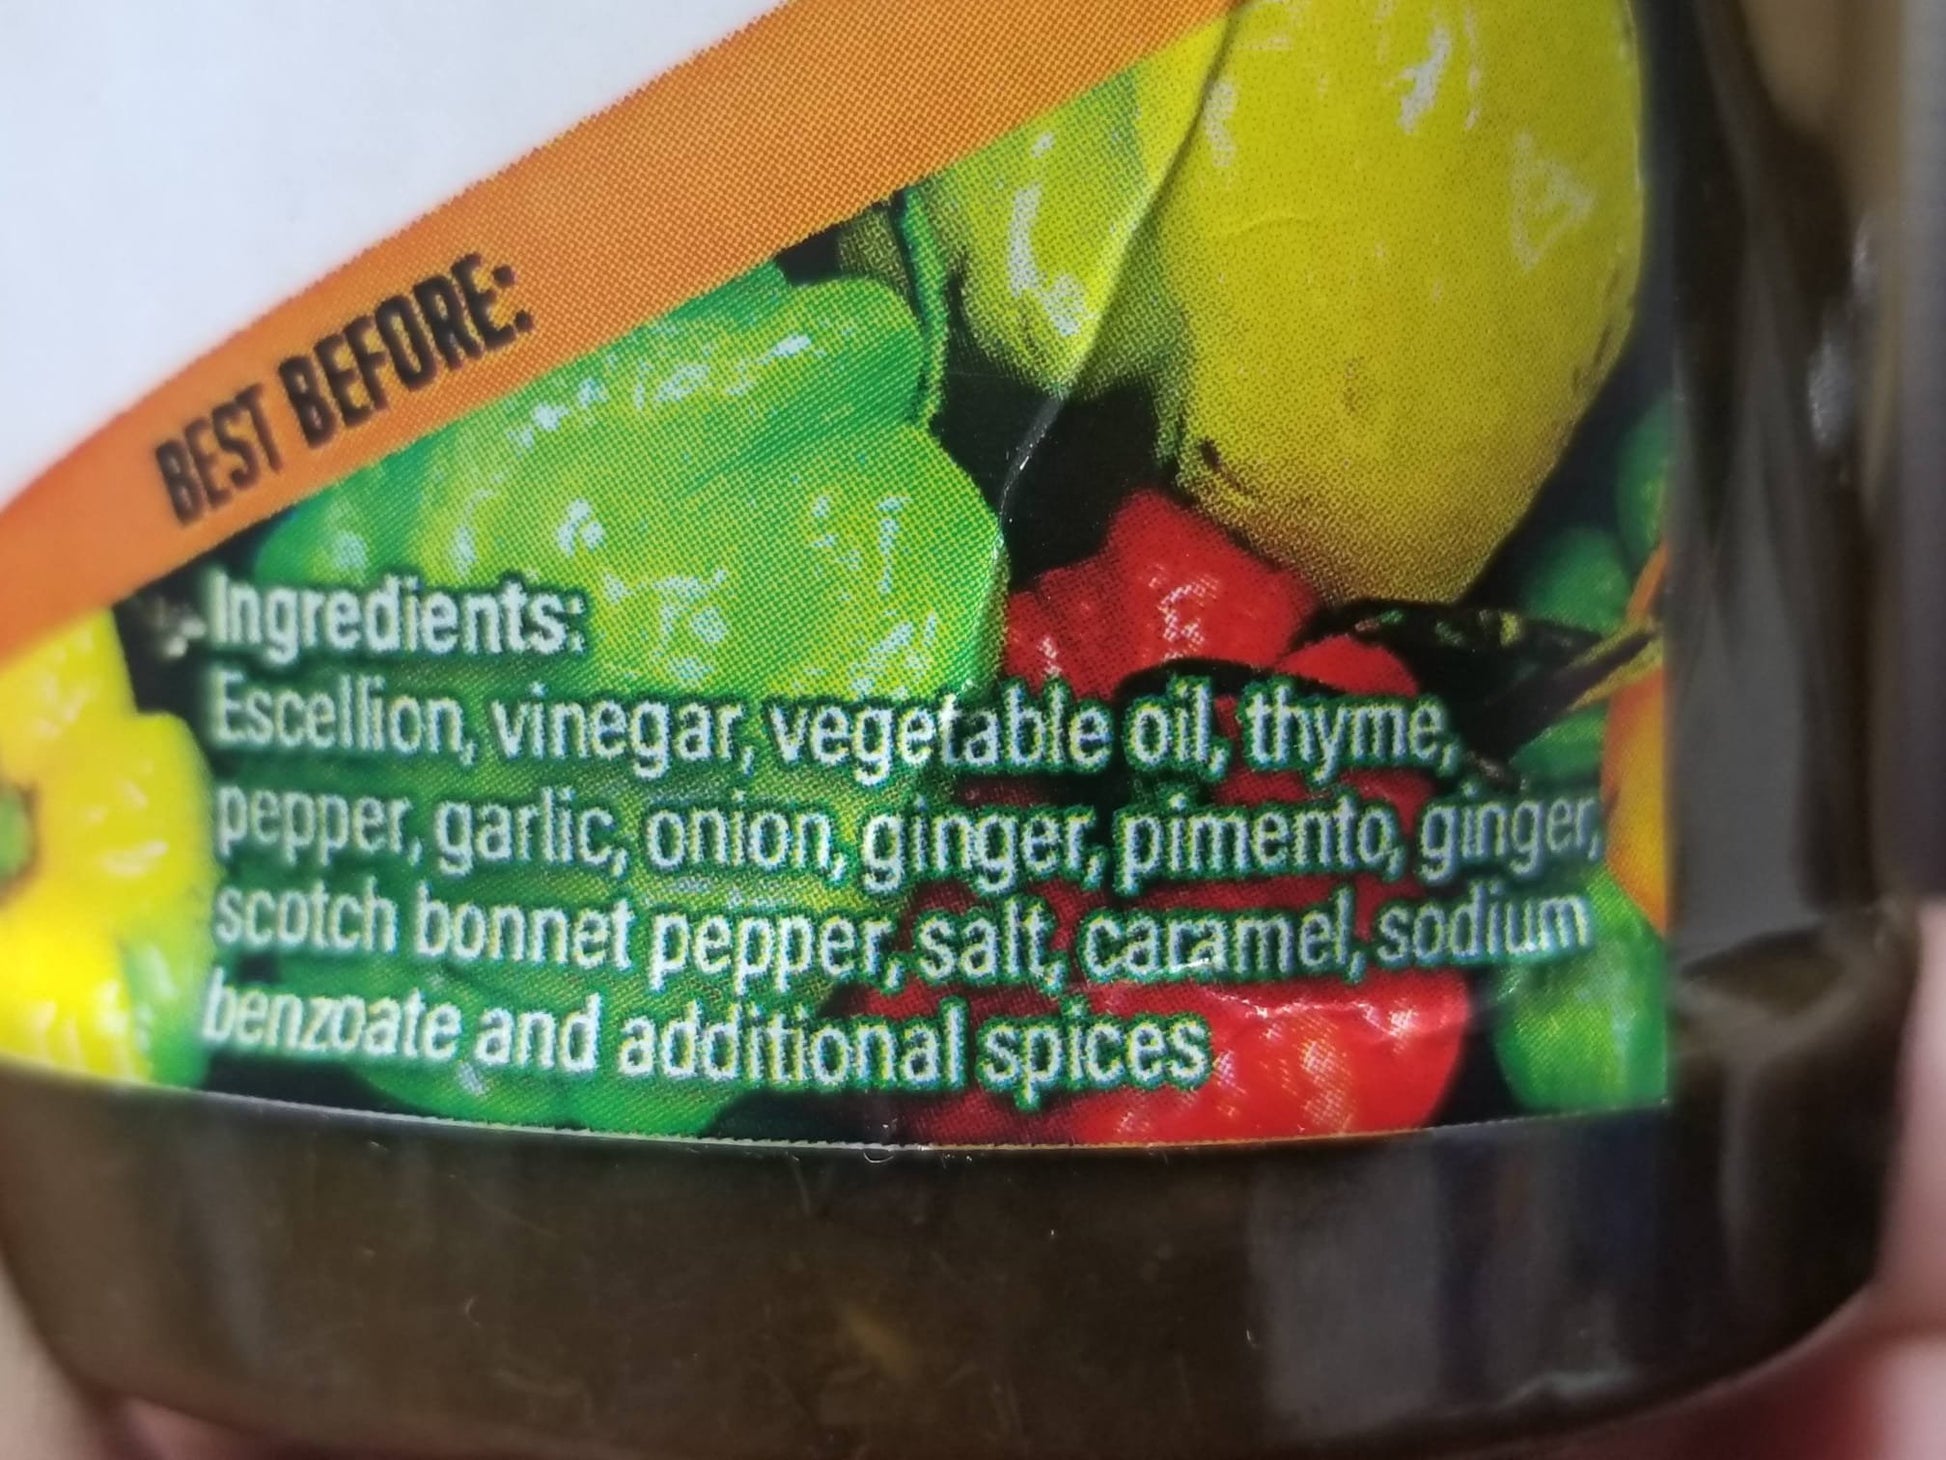 BEST BEFORE:
Ingredients:
Escellion, vinegar, vegetable oil, thyme,
pepper, garlic, onion, ginger, pimento, ginger,
scotch bonnet pepper, salt, caramel, sodium
benzoate and additional spices